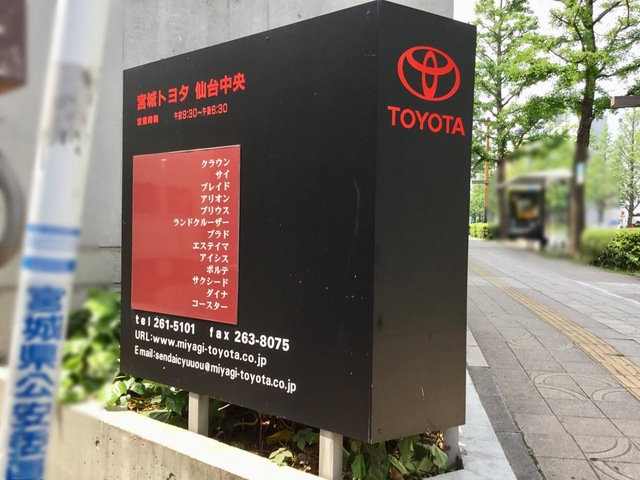 宮城トヨタ 仙台中央
営業時間 午前9:30~午後6:30
クラウン
サイ
ブレイド
アリオン
プリウス
ランドクルーザー
プラド
エスティマ
アイシス
ポルテ
サクシード
ダイナ
コースター
tel 261-5101 fax 263-8075
URL:www.miyagi-toyota.co.jp
Email:sendaicyuuou@miyagi-toyota.co.jp
TOYOTA
宮城県公安委